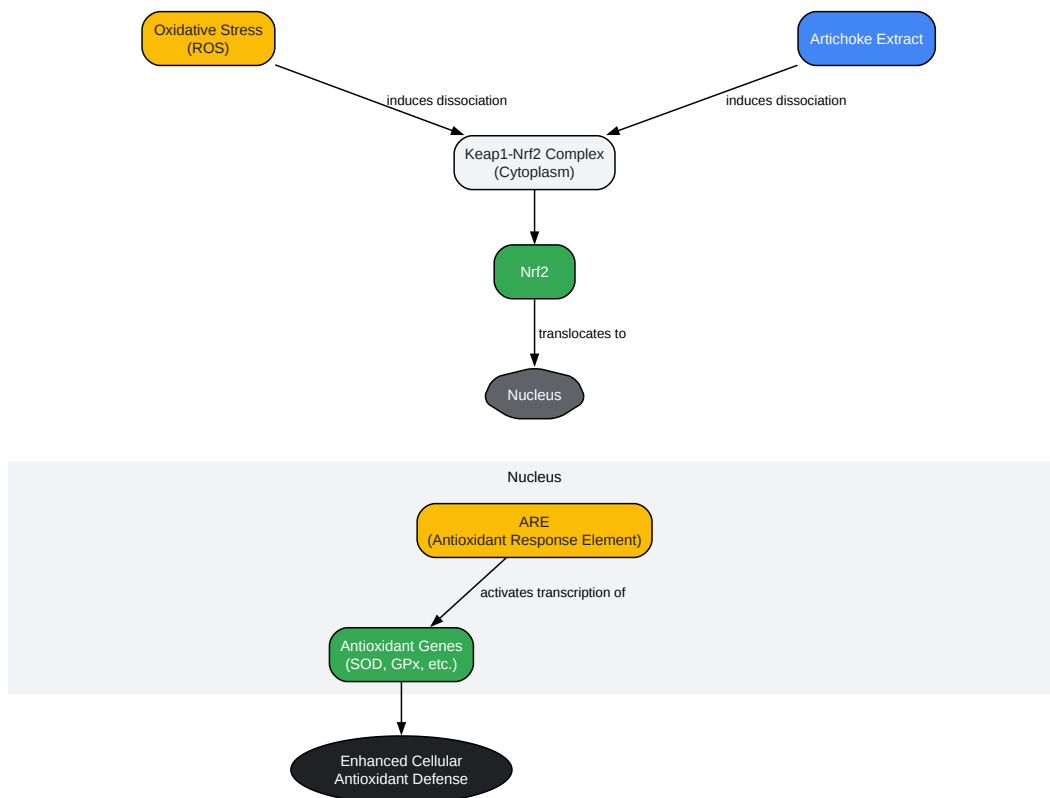 Oxidative Stress
(ROS)
Artichoke Extract
induces dissociation
induces dissociation
Keap1-Nrf2 Complex
(Cytoplasm)
Nrf2
translocates to
Nucleus
Nucleus
ARE
(Antioxidant Response Element)
activates transcription of
Antioxidant Genes
(SOD, GPx, etc.)
Enhanced Cellular
Antioxidant Defense